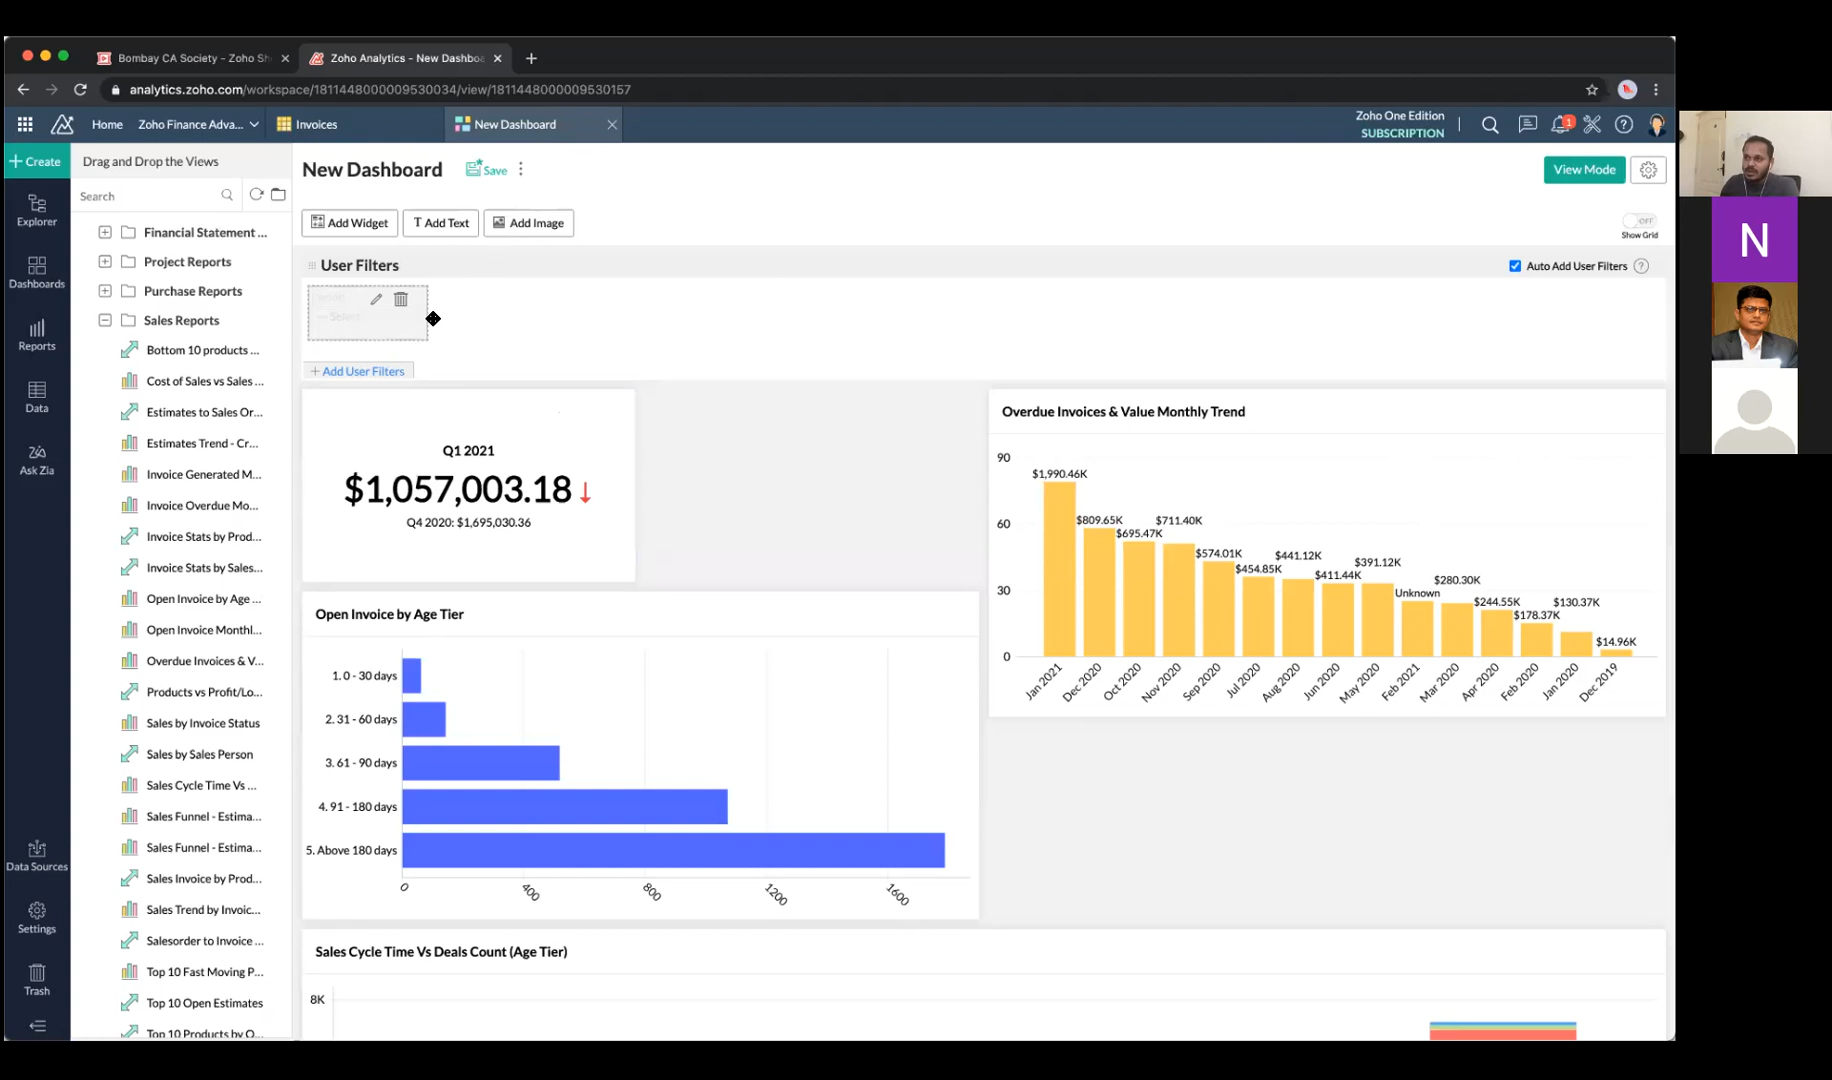 Bombay CA Society - Zoho Sh
Zoho Analytics - New Dashboa
analytics.zoho.com/workspace/1811448000009530034/view/1811448000009530157
Home
Zoho Finance Adva...
Invoices
New Dashboard
Zoho One Edition
SUBSCRIPTION
1
?
+ Create
Drag and Drop the Views
Search
Explorer
Dashboards
Reports
Data
Ask Zia
Data Sources
Settings
Trash
Financial Statement ...
Project Reports
Purchase Reports
Sales Reports
Bottom 10 products ...
Cost of Sales vs Sales ...
Estimates to Sales Or...
Estimates Trend - Cr...
Invoice Generated M...
Invoice Overdue Mo...
Invoice Stats by Prod...
Invoice Stats by Sales...
Open Invoice by Age ...
Open Invoice Monthl...
Overdue Invoices & V...
Products vs Profit/Lo...
Sales by Invoice Status
Sales by Sales Person
Sales Cycle Time Vs ...
Sales Funnel - Estima...
Sales Funnel - Estima...
Sales Invoice by Prod...
Sales Trend by Invoic...
Salesorder to Invoice ...
Top 10 Fast Moving P...
Top 10 Open Estimates
Top 10 Products by Q...
New Dashboard
Save
View Mode
Add Widget
T Add Text
Add Image
OFF
Show Grid
User Filters
Auto Add User Filters
?
+ Add User Filters
Q1 2021
$1,057,003.18
Q4 2020: $1,695,030.36
Overdue Invoices & Value Monthly Trend
90
60
30
0
$1,990.46K
$809.65K
$695.47K
$711.40K
$574.01K
$454.85K
$441.12K
$411.44K
$391.12K
Unknown
$280.30K
$244.55K
$178.37K
$130.37K
$14.96K
Jan 2021
Dec 2020
Oct 2020
Nov 2020
Sep 2020
Jul 2020
Aug 2020
Jun 2020
May 2020
Feb 2021
Mar 2020
Apr 2020
Feb 2020
Jan 2020
Dec 2019
Open Invoice by Age Tier
1. 0 - 30 days
2. 31 - 60 days
3. 61 - 90 days
4. 91 - 180 days
5. Above 180 days
0
400
800
1200
1600
Sales Cycle Time Vs Deals Count (Age Tier)
8K
N